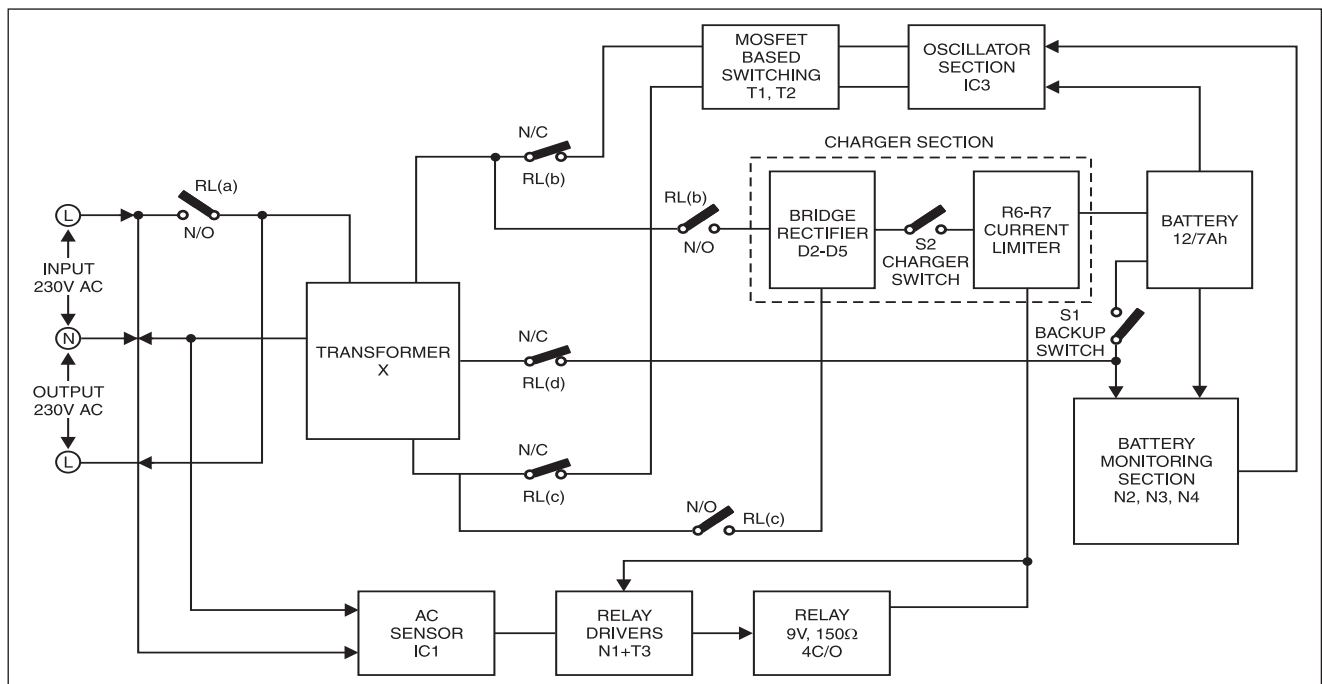 MOSFET
BASED
SWITCHING
T1, T2
OSCILLATOR
SECTION
IC3
N/C
RL(b)
CHARGER SECTION
RL(a)
N/O
L
INPUT
230V AC
N
OUTPUT
230V AC
L
RL(b)
N/O
BRIDGE
RECTIFIER
D2-D5
S2
CHARGER
SWITCH
R6-R7
CURRENT
LIMITER
BATTERY
12/7Ah
S1
BACKUP
SWITCH
TRANSFORMER
X
N/C
RL(d)
N/C
RL(c)
N/O
RL(c)
BATTERY
MONITORING
SECTION
N2, N3, N4
AC
SENSOR
IC1
RELAY
DRIVERS
N1+T3
RELAY
9V, 150Ω
4C/O